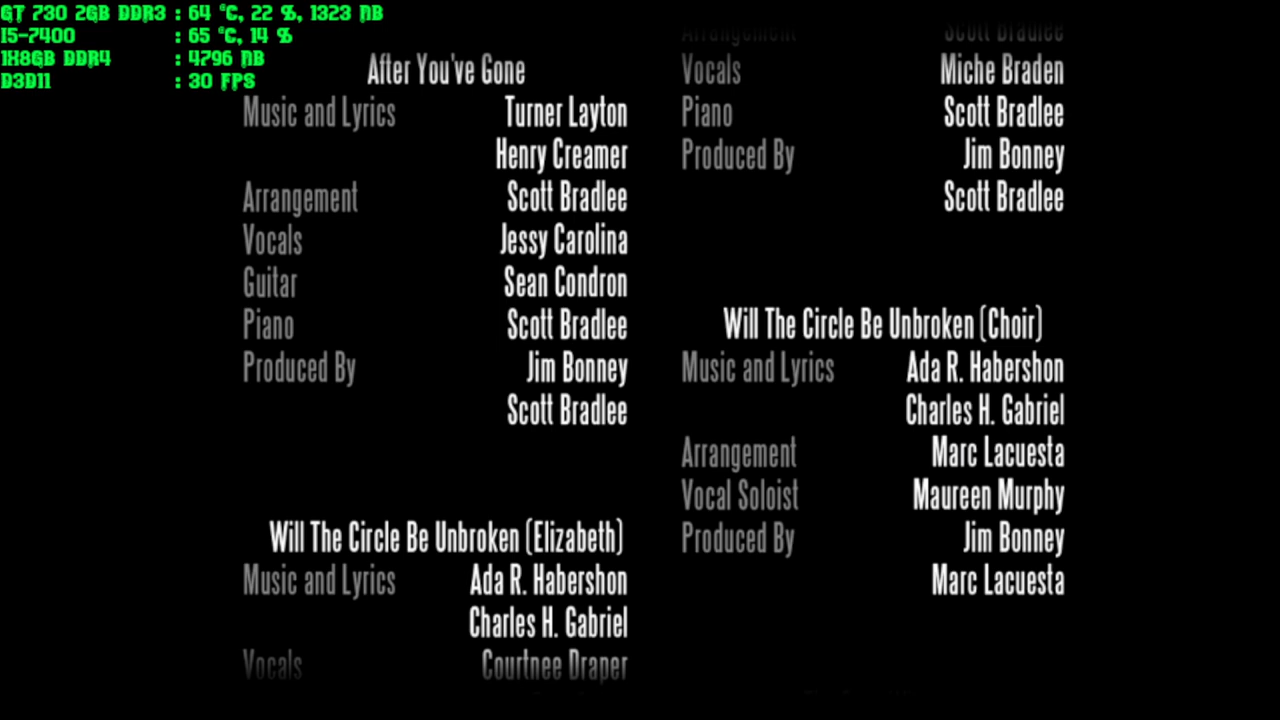 GT 730 2GB DDR3 : 64 °C, 22 %, 1323 MB
I5-7400 : 65 °C, 14 %
1X8GB DDR4 : 4796 MB
D3D11 : 30 FPS
After You've Gone
Music and Lyrics Turner Layton
Henry Creamer
Arrangement Scott Bradlee
Vocals Jessy Carolina
Guitar Sean Condron
Piano Scott Bradlee
Produced By Jim Bonney
Scott Bradlee
Will The Circle Be Unbroken (Elizabeth)
Music and Lyrics Ada R. Habershon
Charles H. Gabriel
Vocals Courtnee Draper
Arrangement Scott Bradlee
Vocals Miche Braden
Piano Scott Bradlee
Produced By Jim Bonney
Scott Bradlee
Will The Circle Be Unbroken (Choir)
Music and Lyrics Ada R. Habershon
Charles H. Gabriel
Arrangement Marc Lacuesta
Vocal Soloist Maureen Murphy
Produced By Jim Bonney
Marc Lacuesta